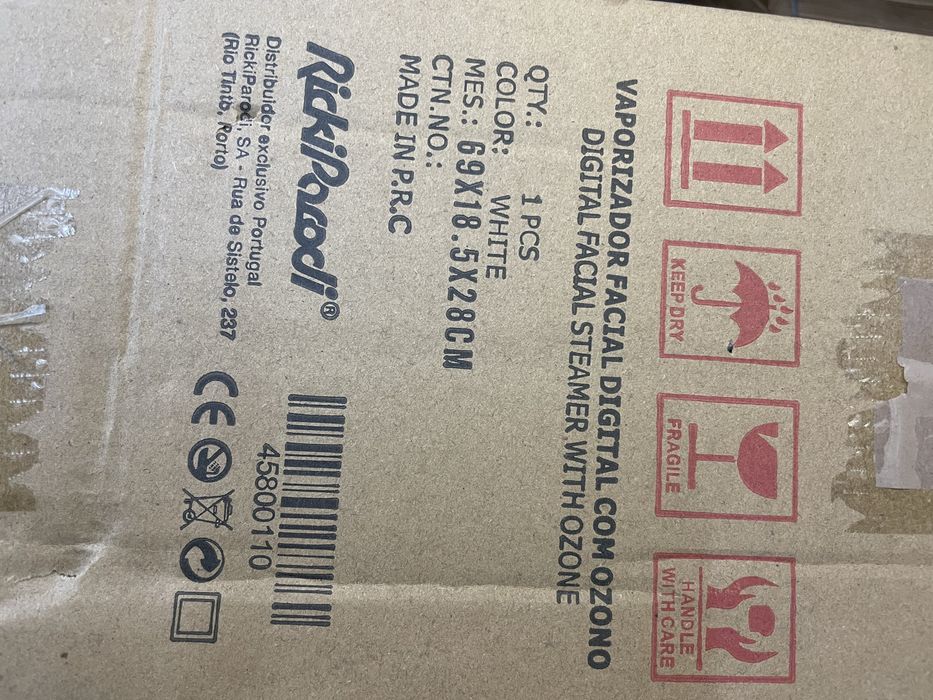 KEEP DRY
FRAGILE
HANDLE
WITH CARE
VAPORIZADOR FACIAL DIGITAL COM OZONO
DIGITAL FACIAL STEAMER WITH OZONE
QTY.: 1 PCS
COLOR: WHITE
MES.: 69X18.5X28CM
CTN.NO.:
MADE IN P.R.C
RickiParodi®
Distribuidor exclusivo Portugal
RickiParodi, SA - Rua de Sistelo, 237
(Rio Tinto, Porto)
45800110
CE